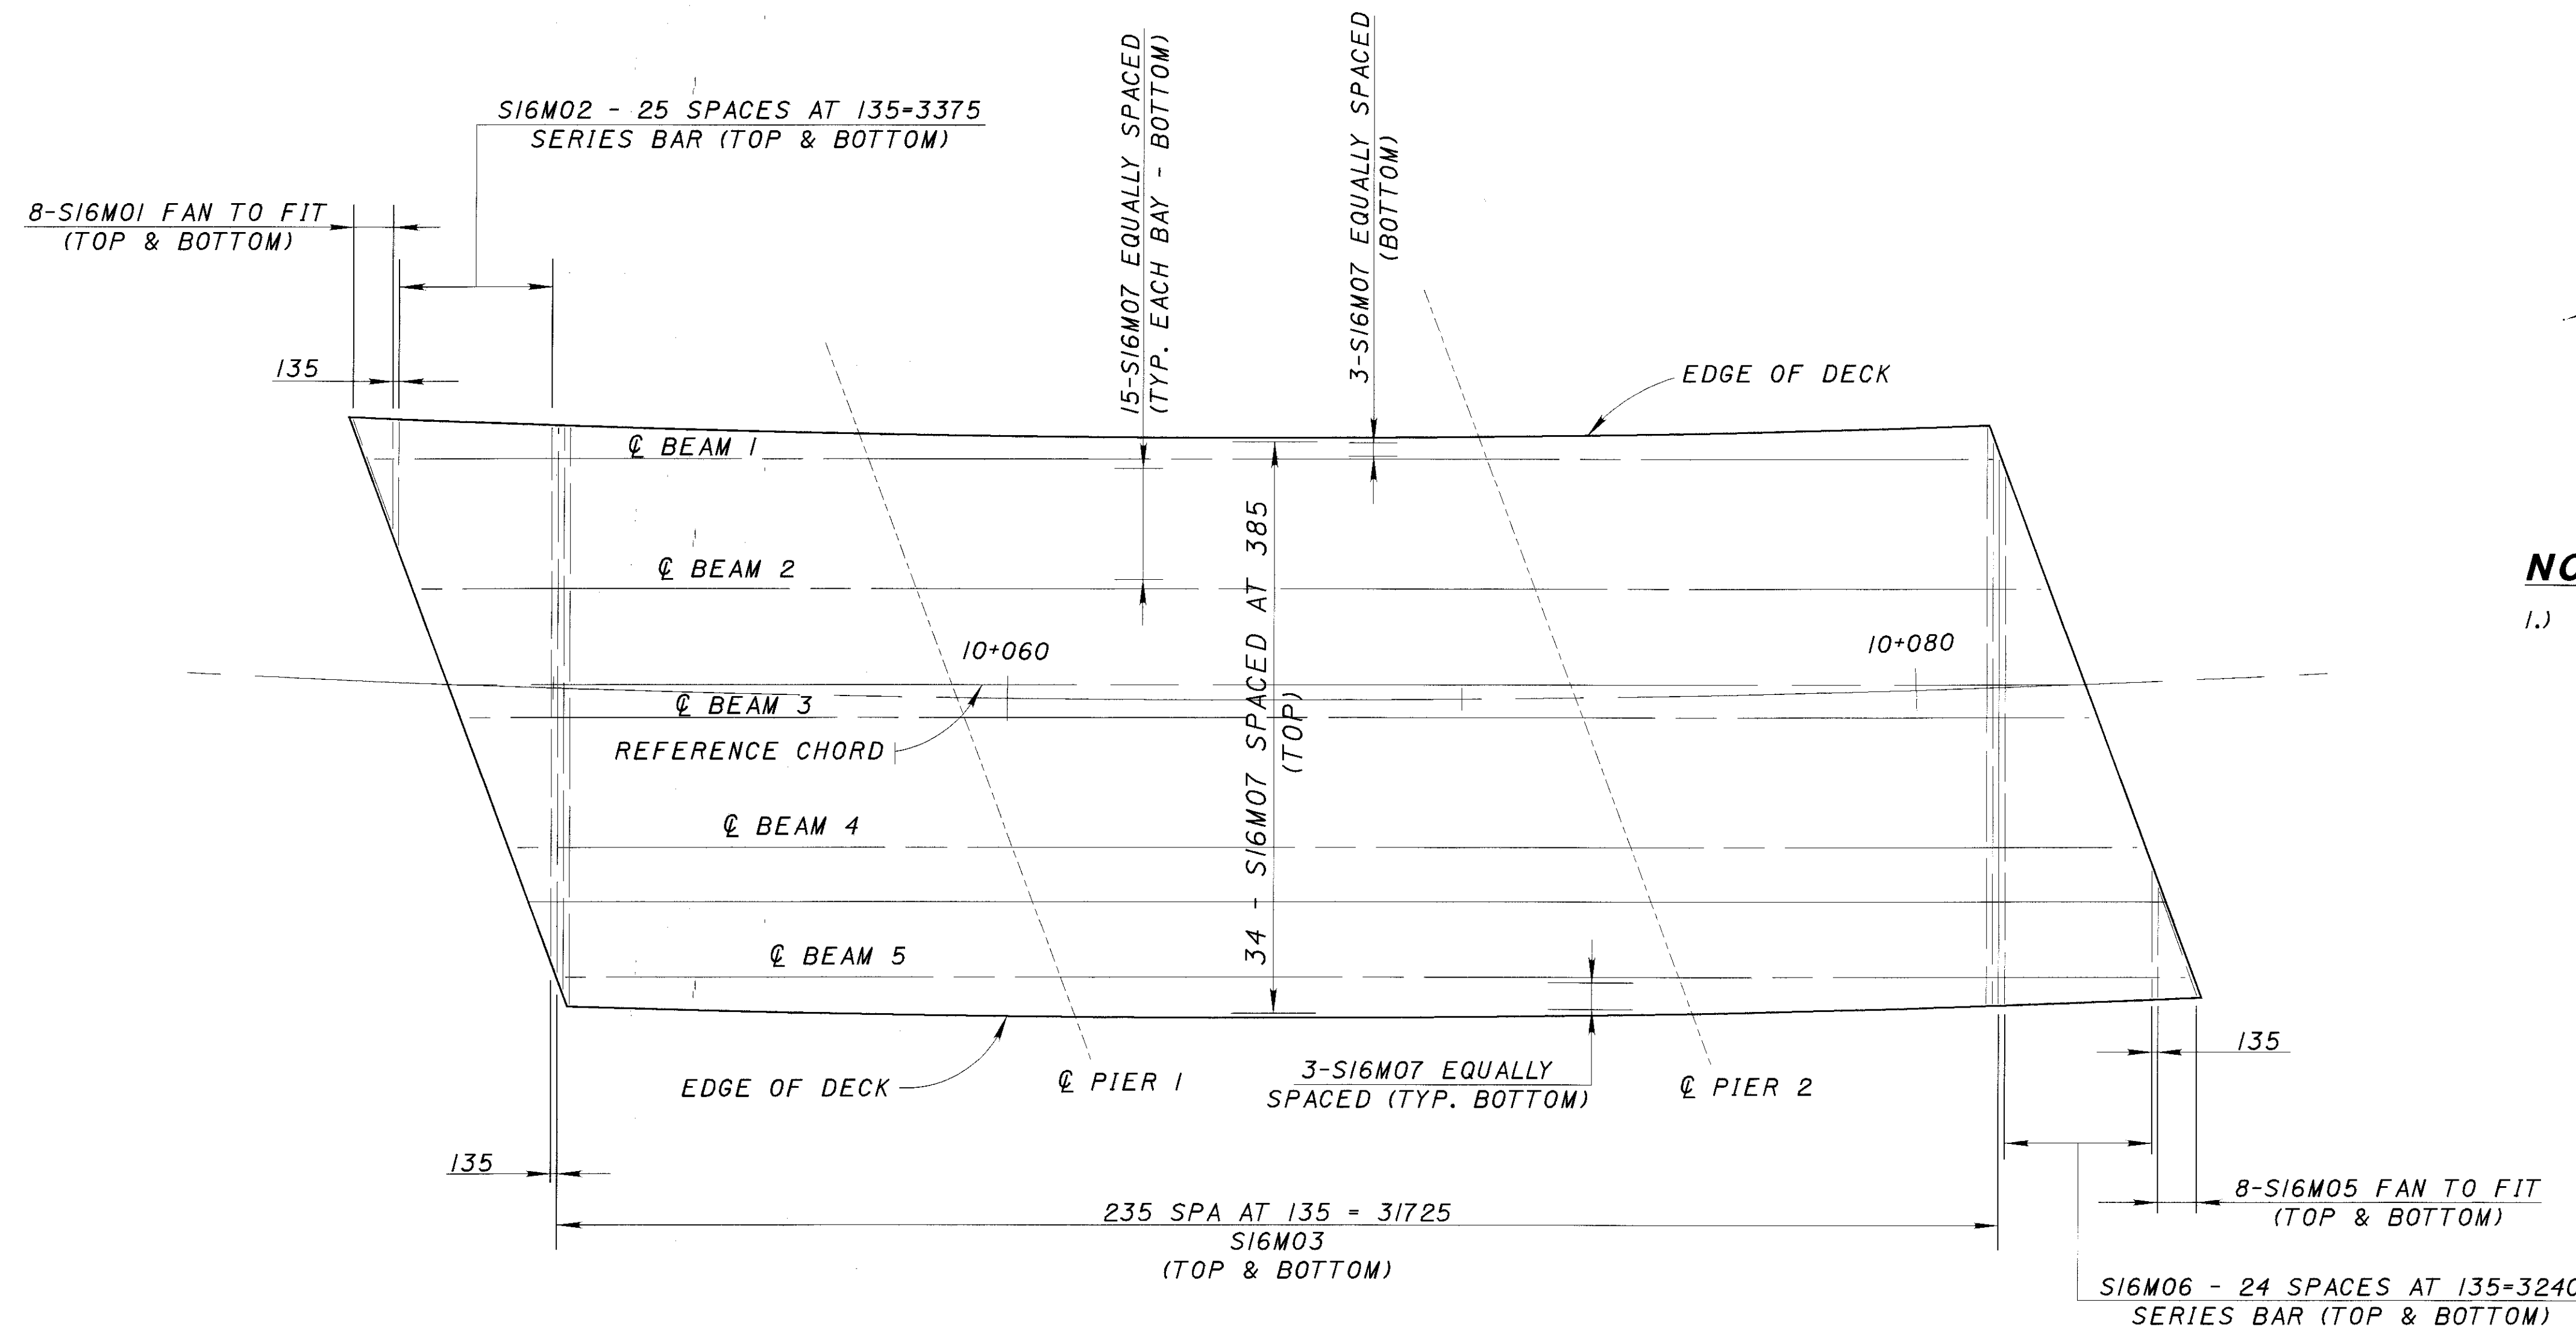 S16M02 - 25 SPACES AT 135=3375
SERIES BAR (TOP & BOTTOM)
8-S16M01 FAN TO FIT
(TOP & BOTTOM)
135
15-S16M07 EQUALLY SPACED
(TYP. EACH BAY - BOTTOM)
3-S16M07 EQUALLY SPACED
(BOTTOM)
EDGE OF DECK
℄ BEAM 1
℄ BEAM 2
10+060
10+080
℄ BEAM 3
REFERENCE CHORD
34 - S16M07 SPACED AT 385
(TOP)
℄ BEAM 4
℄ BEAM 5
EDGE OF DECK
℄ PIER 1
3-S16M07 EQUALLY
SPACED (TYP. BOTTOM)
℄ PIER 2
135
135
235 SPA AT 135 = 31725
S16M03
(TOP & BOTTOM)
8-S16M05 FAN TO FIT
(TOP & BOTTOM)
S16M06 - 24 SPACES AT 135=3240
SERIES BAR (TOP & BOTTOM)
NO
1.)